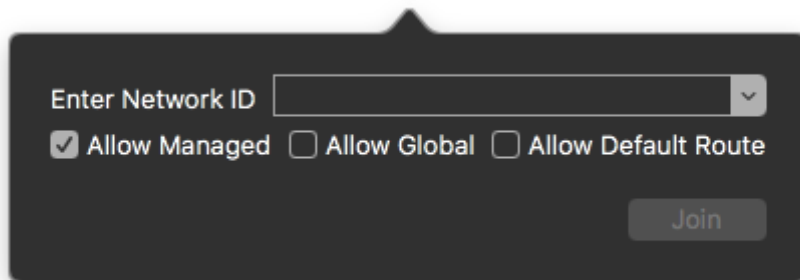 Enter Network ID
Allow Managed Allow Global Allow Default Route
Join